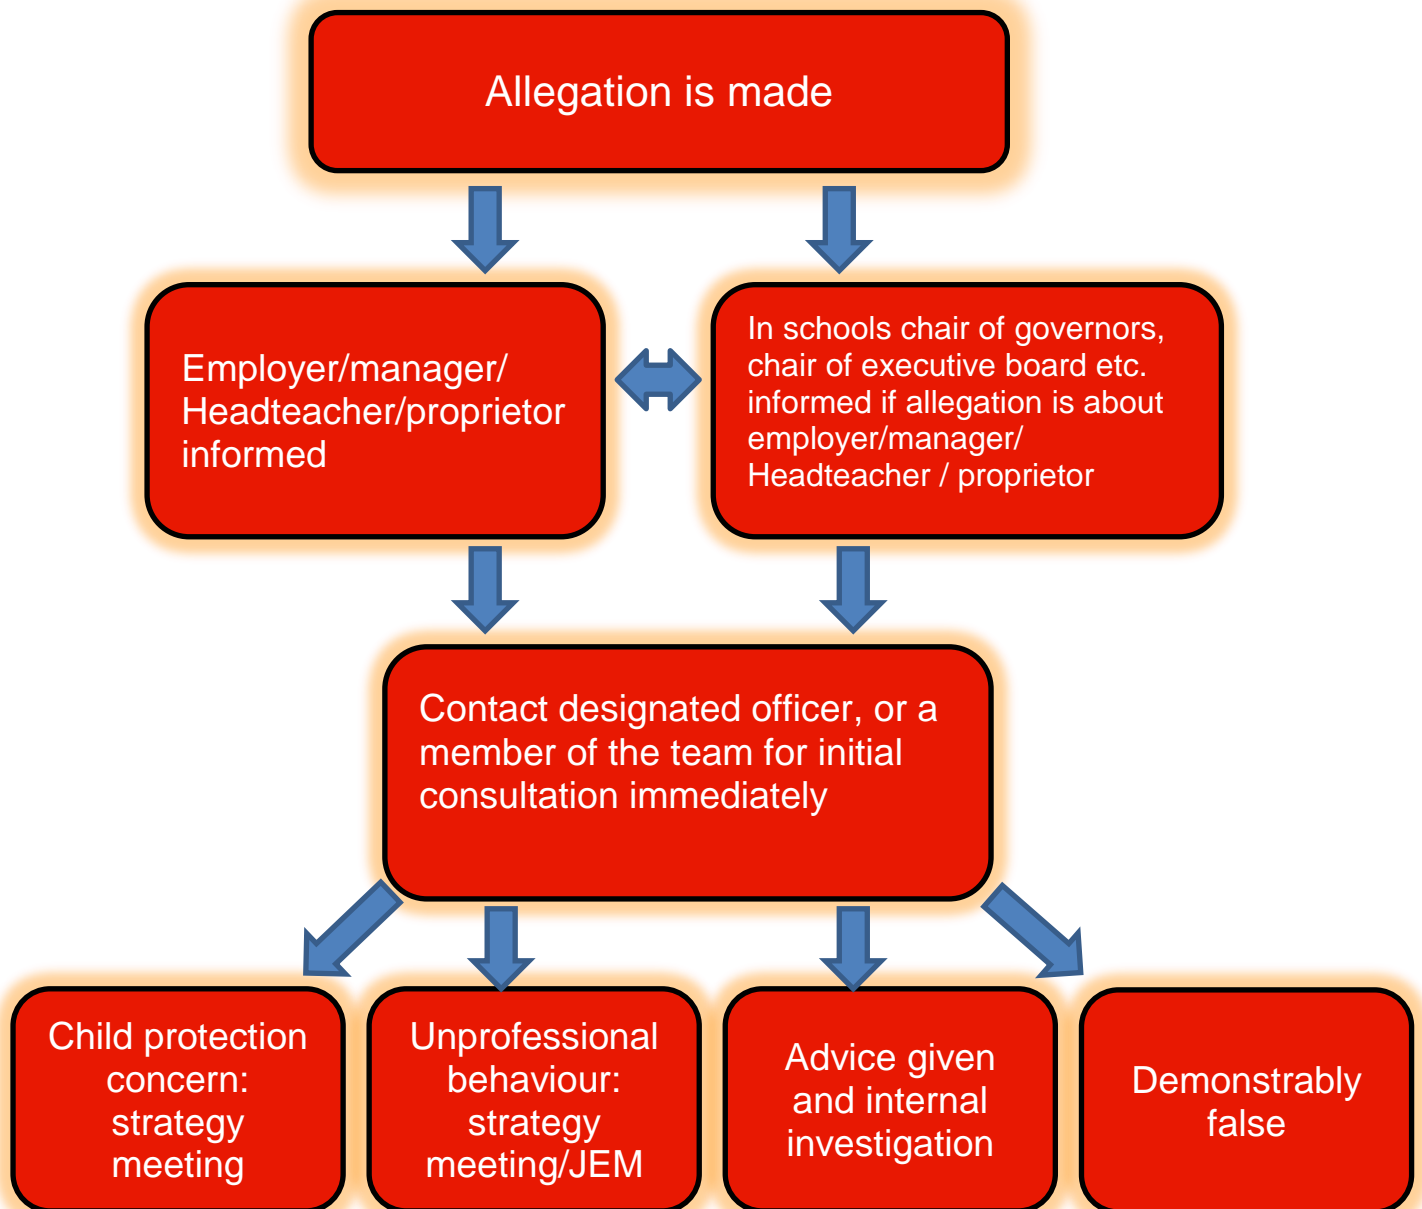 Allegation is made
Employer/manager/
Headteacher/proprietor
informed
In schools chair of governors,
chair of executive board etc.
informed if allegation is about
employer/manager/
Headteacher / proprietor
Contact designated officer, or a
member of the team for initial
consultation immediately
Child protection
concern:
strategy
meeting
Unprofessional
behaviour:
strategy
meeting/JEM
Advice given
and internal
investigation
Demonstrably
false